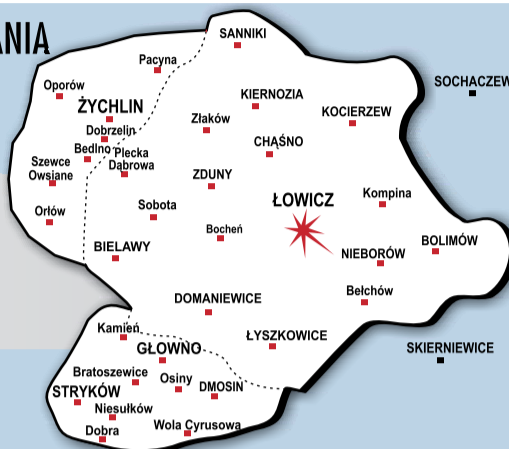 ANIA
SANNIKI
Pacyna
SOCHACZEW
Oporów
KIERNOZIA
ŻYCHLIN
KOCIERZEW
Złaków
Dobrzelin
CHĄŚNO
Bedlno
Plecka
Dąbrowa
Szewce
Owsiane
ZDUNY
Kompina
ŁOWICZ
Sobota
Orłów
Bocheń
BOLIMÓW
BIELAWY
NIEBORÓW
Bełchów
DOMANIEWICE
Kamień
ŁYSZKOWICE
GŁOWNO
SKIERNIEWICE
Bratoszewice
Osiny
DMOSIN
STRYKÓW
Niesułków
Wola Cyrusowa
Dobra